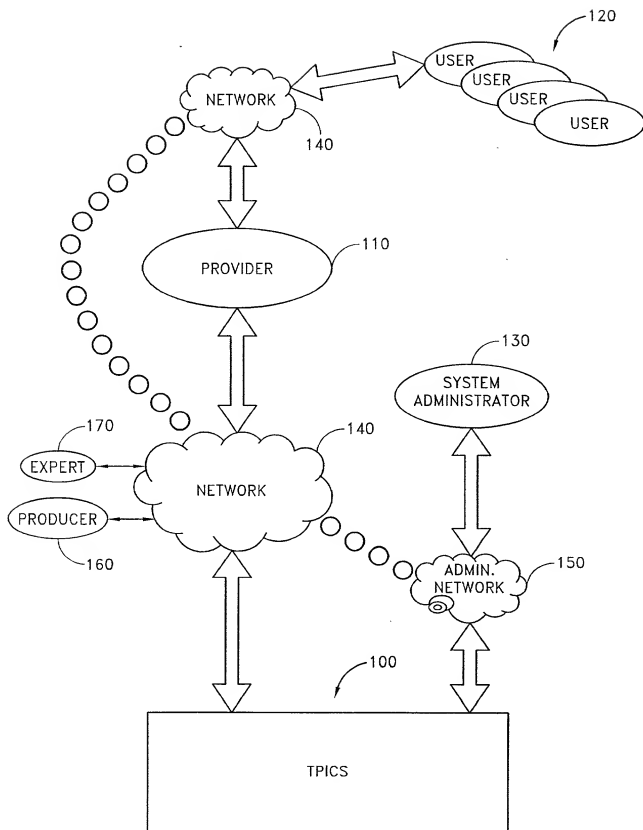 120
USER
USER
USER
USER
NETWORK
140
110
PROVIDER
130
SYSTEM
ADMINISTRATOR
140
170
EXPERT
NETWORK
PRODUCER
160
ADMIN.
NETWORK
150
100
TPICS